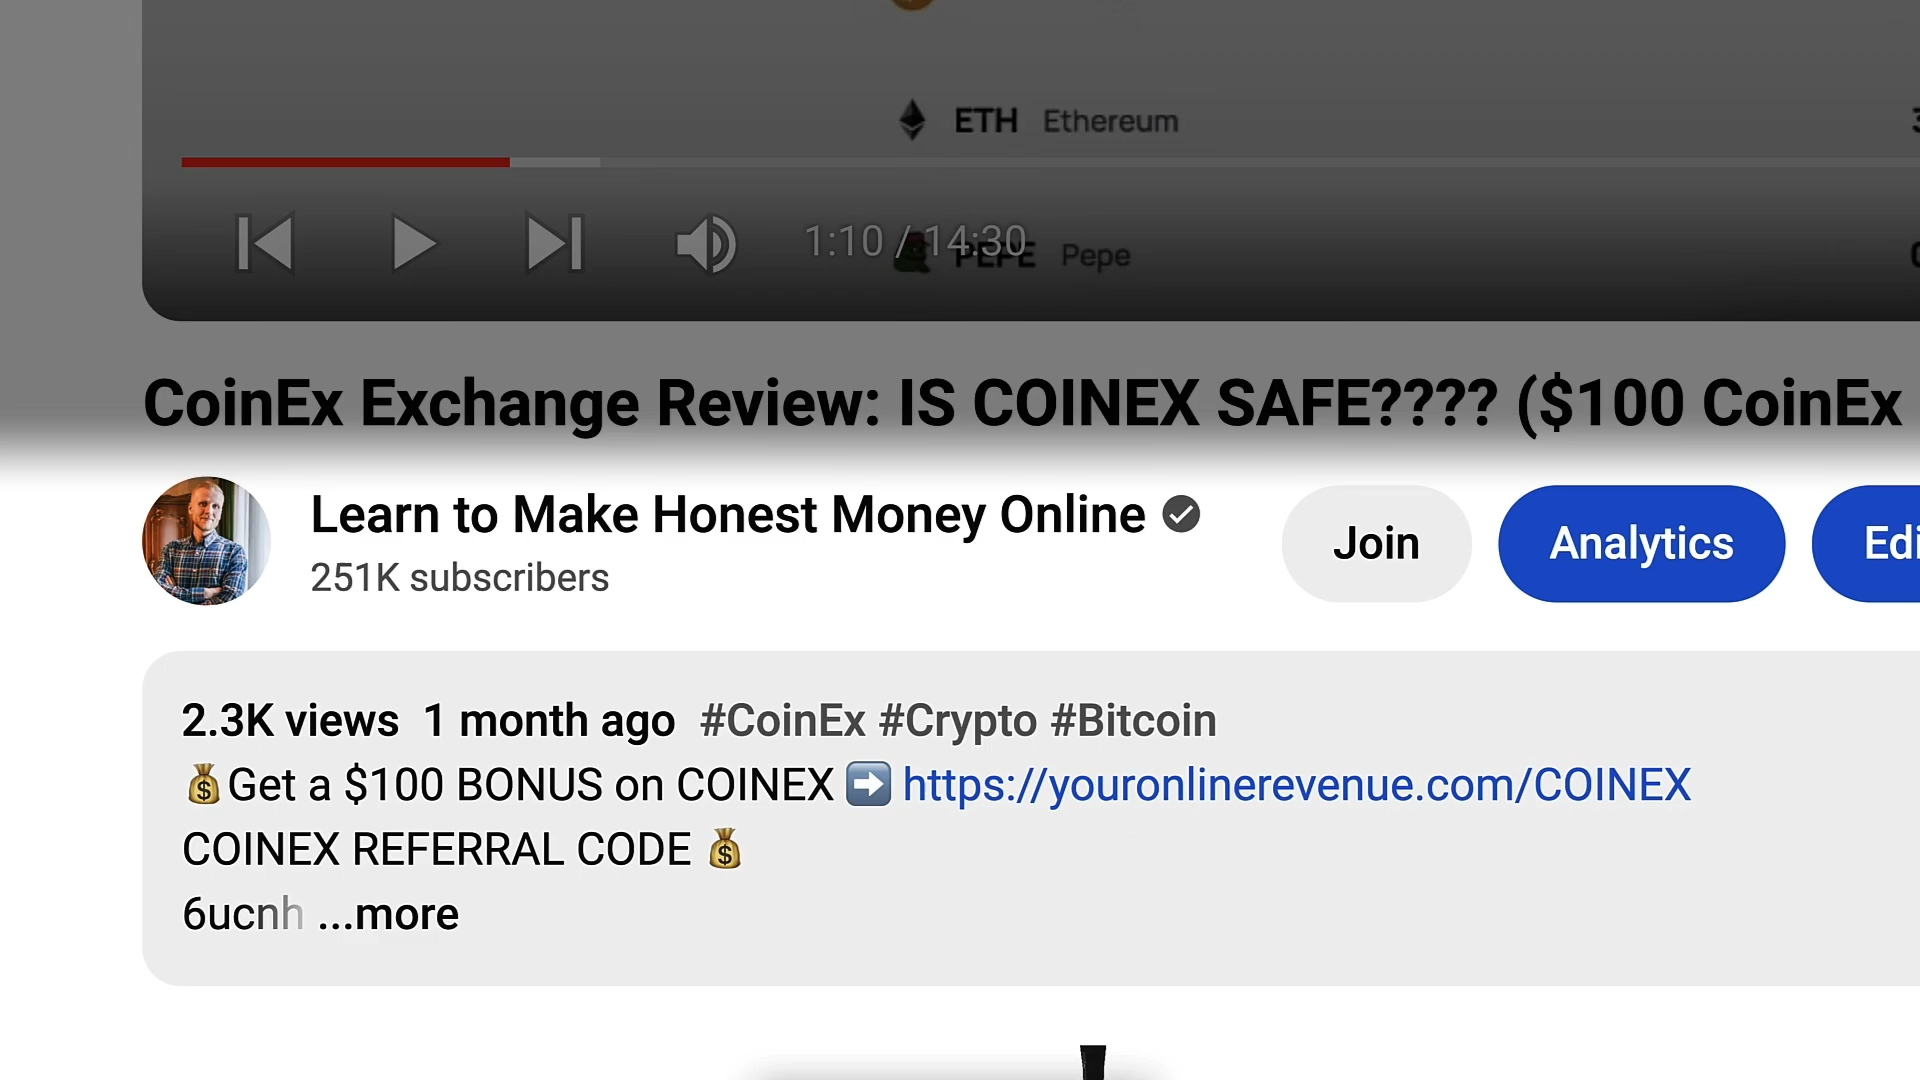 ETH Ethereum
1:10 / 14:30
PEPE Pepe
CoinEx Exchange Review: IS COINEX SAFE???? ($100 CoinEx
Learn to Make Honest Money Online
251K subscribers
Join
Analytics
Edi
2.3K views 1 month ago #CoinEx #Crypto #Bitcoin
💰Get a $100 BONUS on COINEX ➡️ https://youronlinerevenue.com/COINEX
COINEX REFERRAL CODE 💰
6ucnh ...more